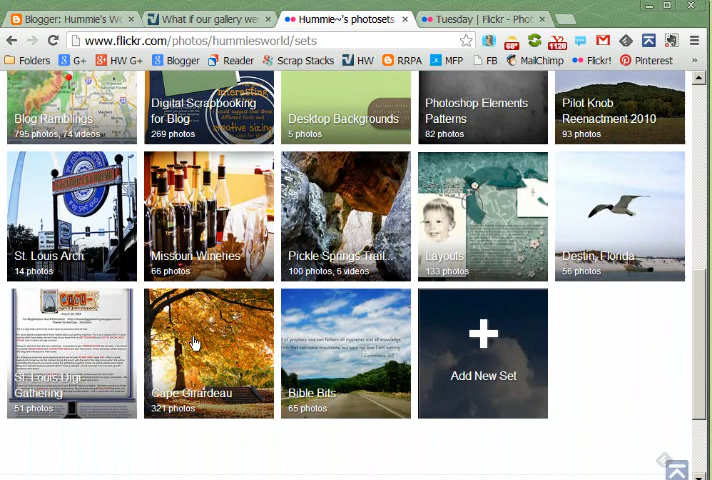 Blogger: Hummie's Wo
What if our gallery we
Hummie~'s photosets
Tuesday | Flickr - Phot
www.flickr.com/photos/hummiesworld/sets
68°
1120
Apps
G+
HW G+
Blogger
Reader
Scrap Stacks
HW
RRPA
MFP
FB
MailChimp
Flickr!
Pinterest
»
Blog Ramblings
795 photos, 74 videos
Digital Scrapbooking
for Blog
269 photos
Desktop Backgrounds
5 photos
Photoshop Elements
Patterns
82 photos
Pilot Knob
Reenactment 2010
93 photos
St. Louis Arch
14 photos
Missouri Wineries
66 photos
Pickle Springs Trail...
100 photos, 6 videos
Layouts
133 photos
Destin, Florida
56 photos
St. Louis Digi
Gathering
51 photos
Cape Girardeau
321 photos
Bible Bits
65 photos
Add New Set